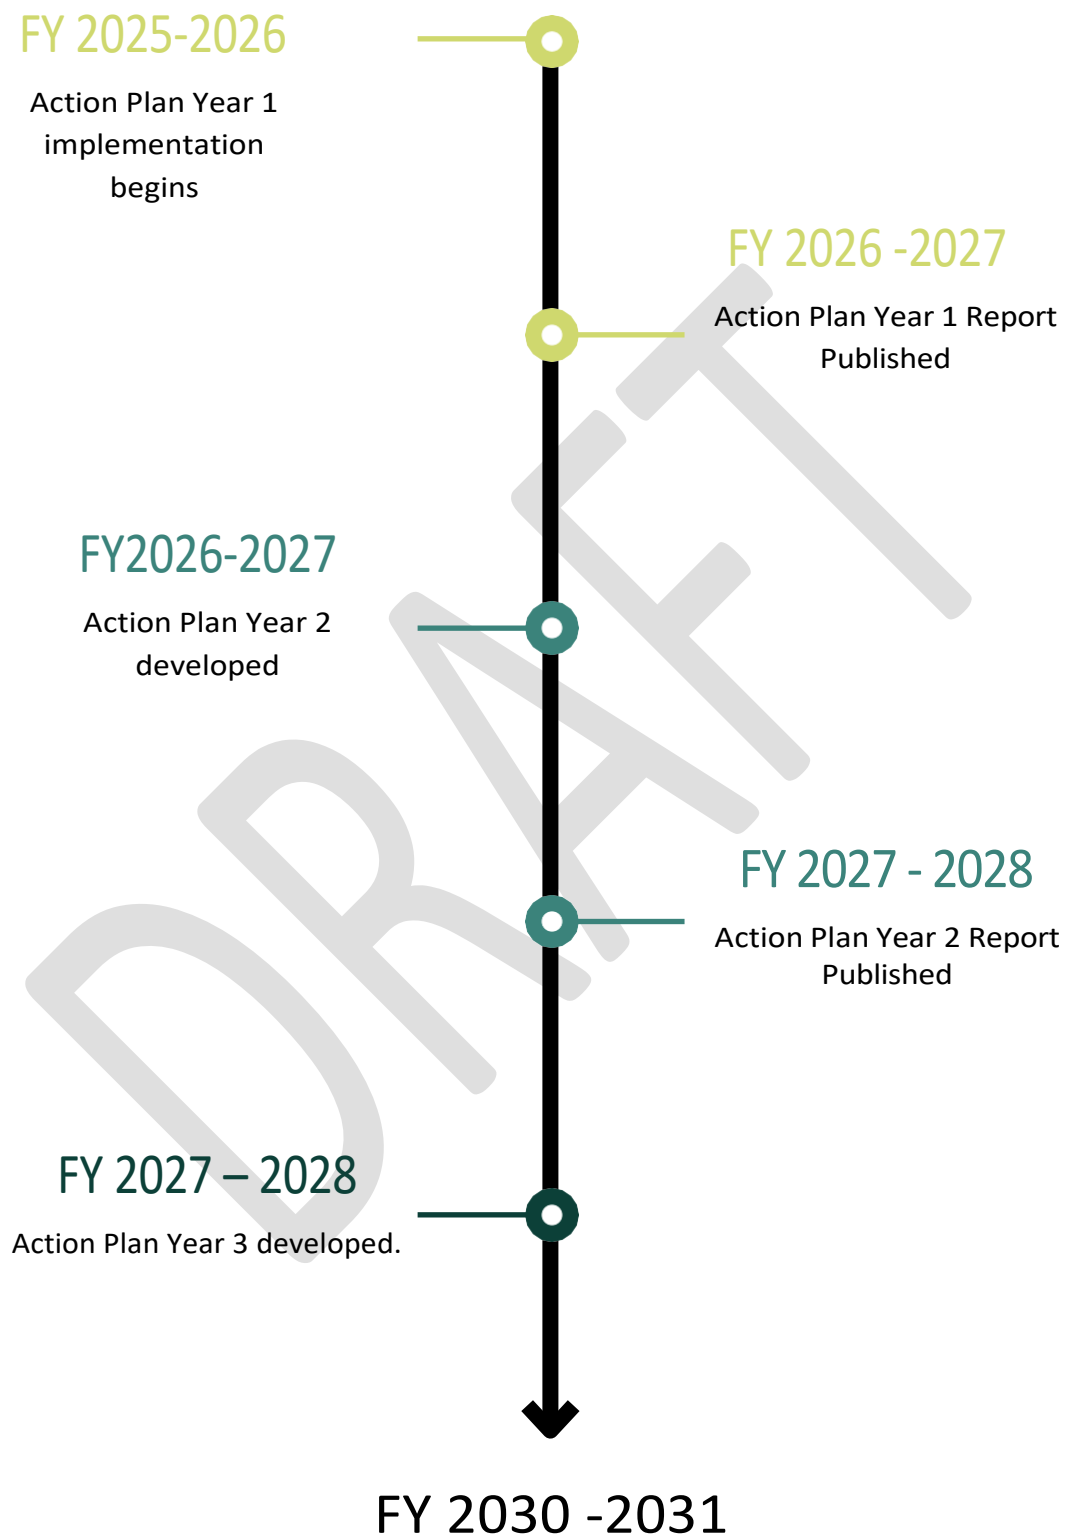 FY 2025-2026
Action Plan Year 1
implementation
begins
FY 2026 -2027
Action Plan Year 1 Report
Published
FY2026-2027
Action Plan Year 2
developed
FY 2027 - 2028
Action Plan Year 2 Report
Published
FY 2027 – 2028
Action Plan Year 3 developed.
FY 2030 -2031
DRAFT